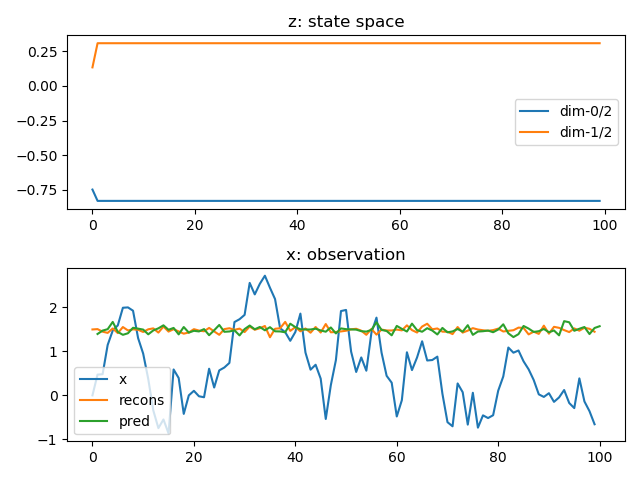 z: state space
0.25
0.00
−0.25
−0.50
−0.75
dim-0/2
dim-1/2
0 20 40 60 80 100
x: observation
2
1
0
−1
x
recons
pred
0 20 40 60 80 100